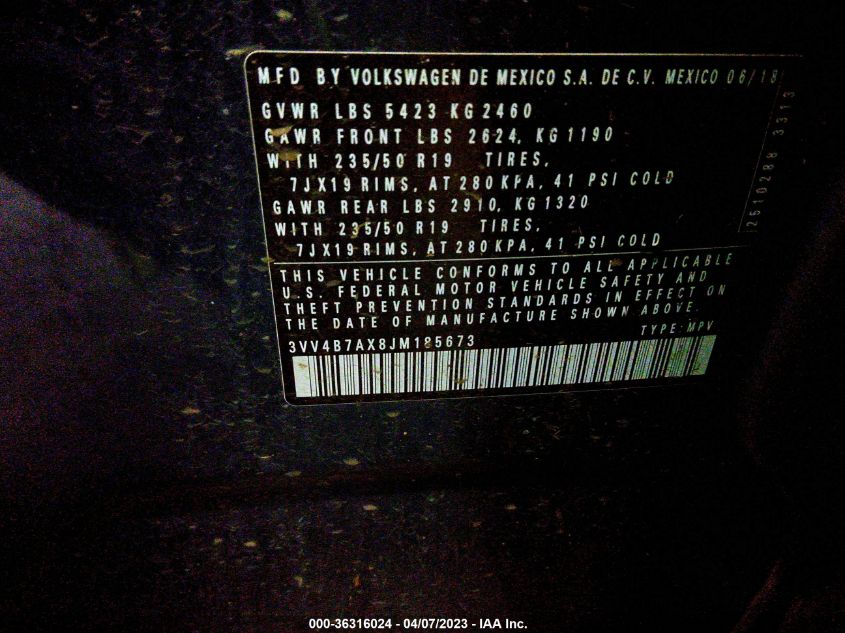 MFD BY VOLKSWAGEN DE MEXICO S.A. DE C.V. MEXICO 06/18
GVWR LBS 5423 KG 2460
GAWR FRONT LBS 2624, KG 1190
WITH 235/50 R19 TIRES,
7JX19 RIMS, AT 280 KPA, 41 PSI COLD
GAWR REAR LBS 2910, KG 1320
WITH 235/50 R19 TIRES,
7JX19 RIMS, AT 280 KPA, 41 PSI COLD
2510288 3313
THIS VEHICLE CONFORMS TO ALL APPLICABLE
U.S. FEDERAL MOTOR VEHICLE SAFETY AND
THEFT PREVENTION STANDARDS IN EFFECT ON
THE DATE OF MANUFACTURE SHOWN ABOVE.
3VV4B7AX8JM185673
TYPE: MPV
000-36316024 - 04/07/2023 - IAA Inc.